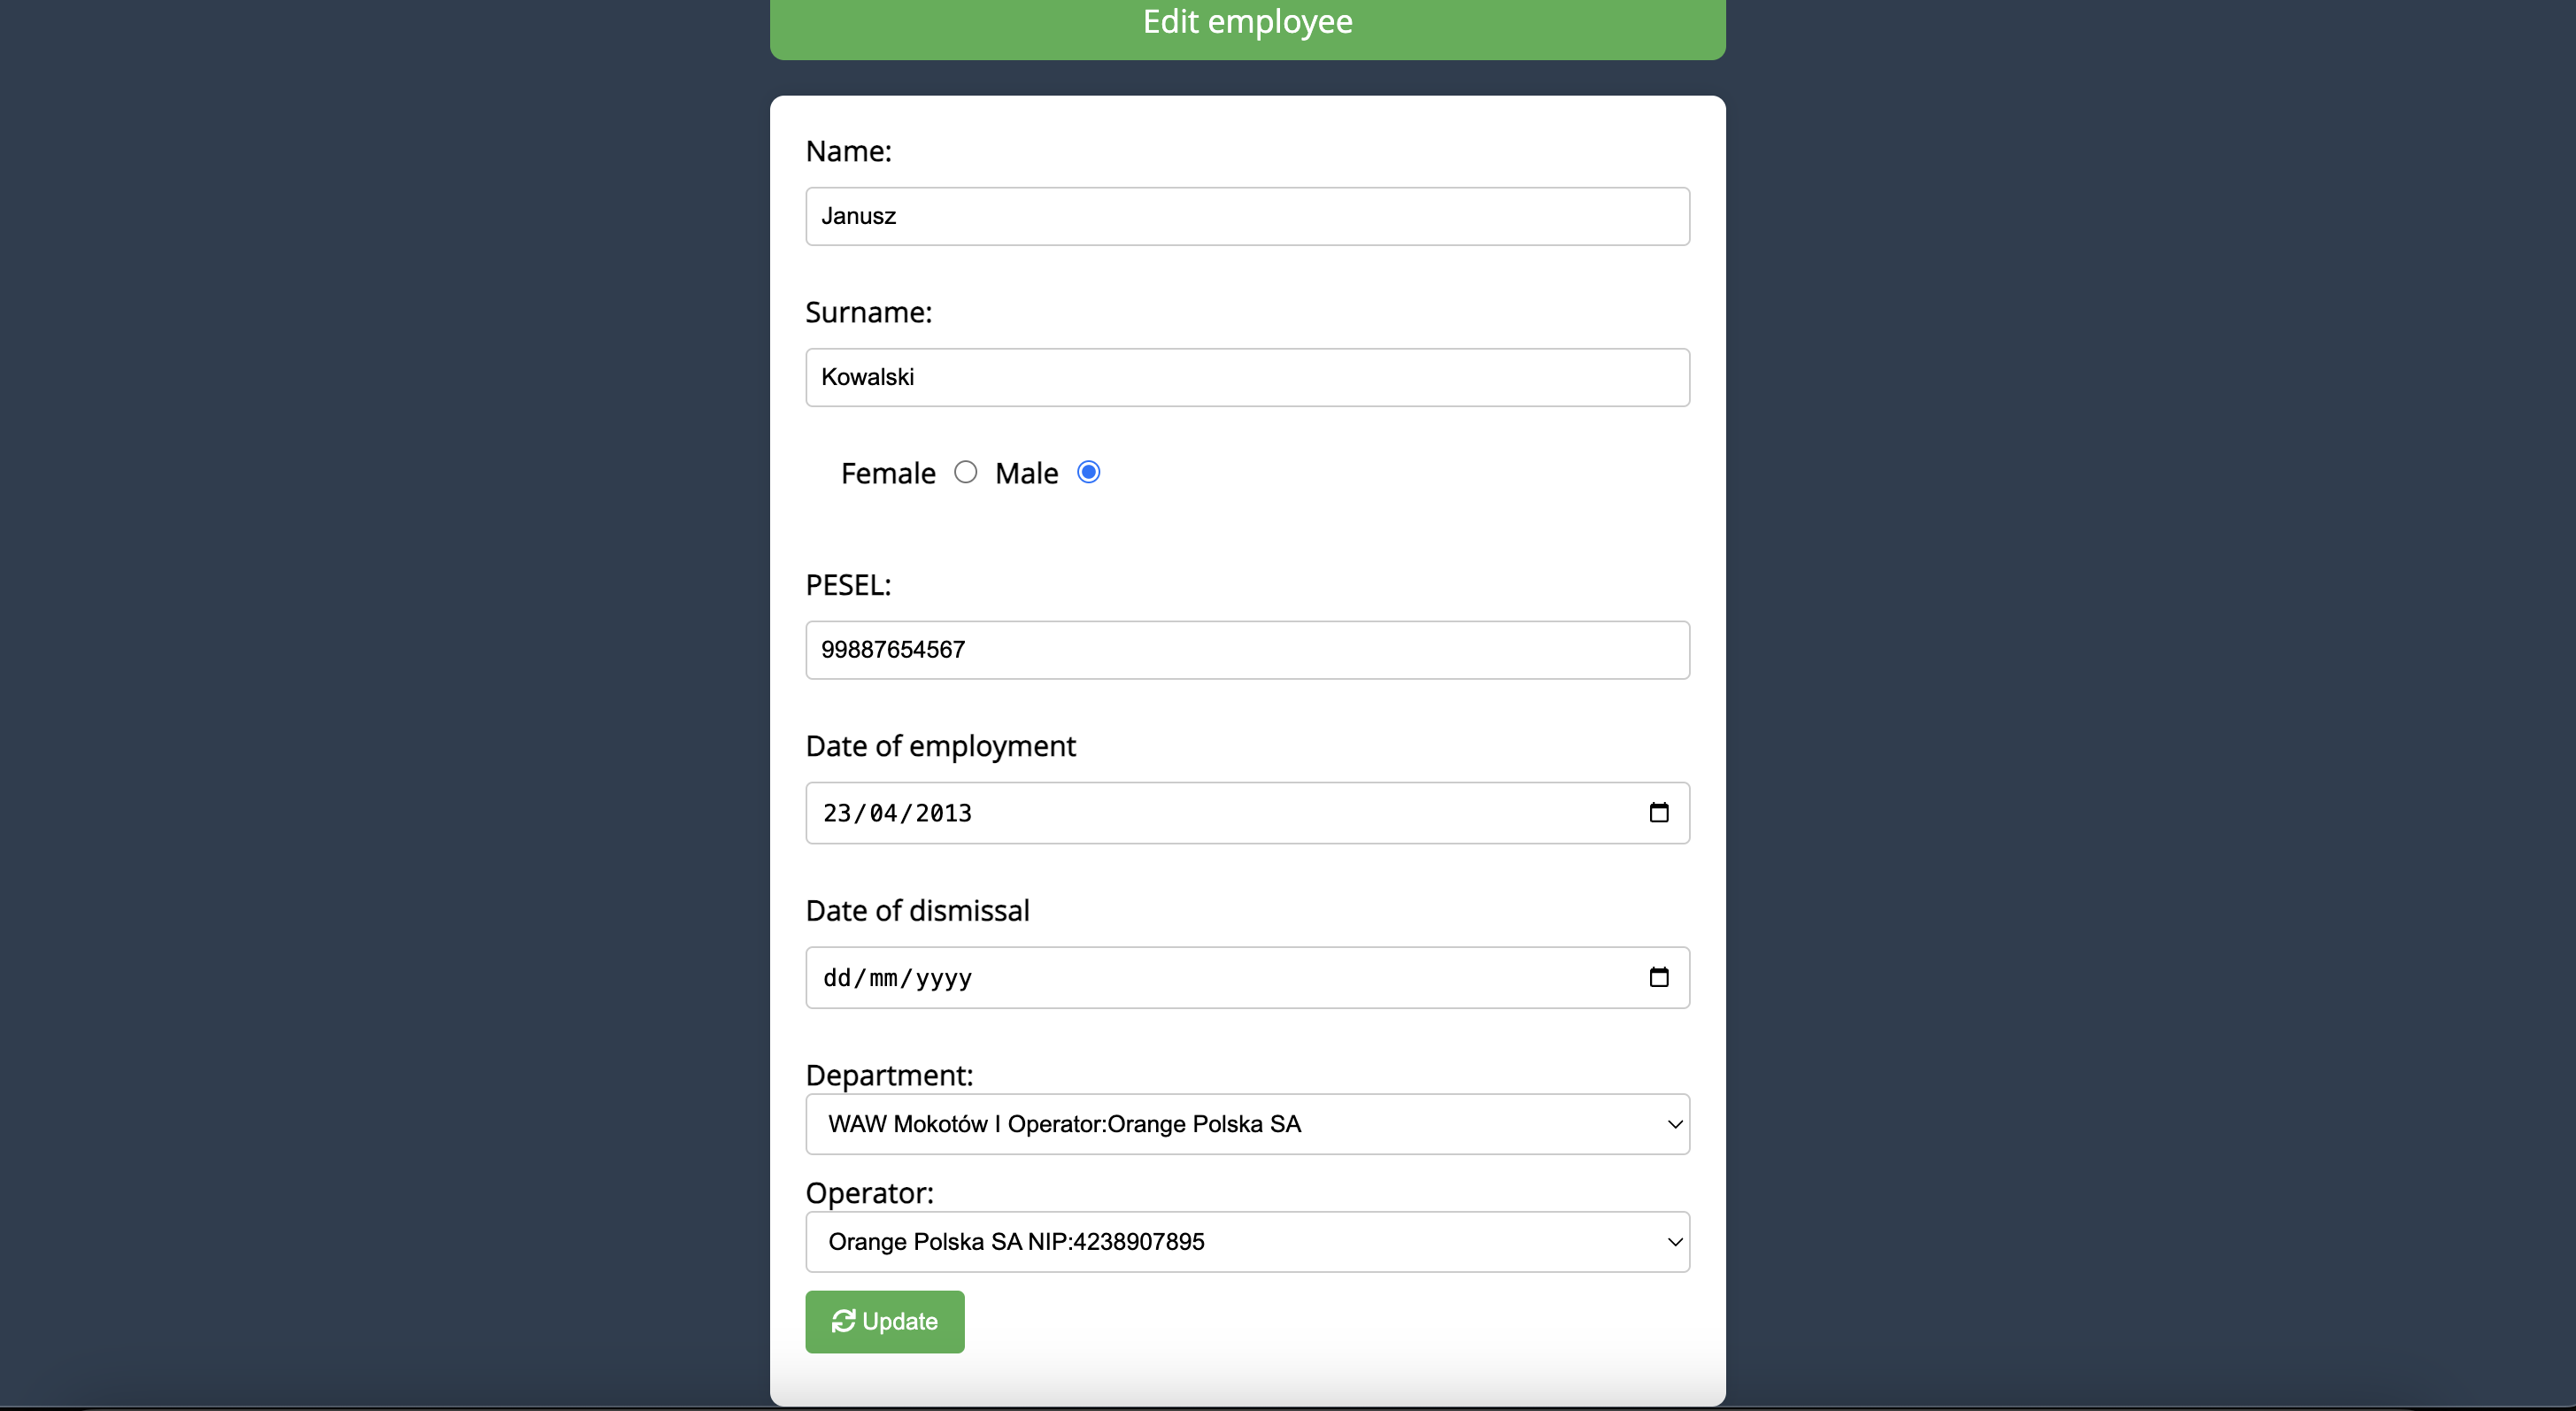 Edit employee
Name:
Janusz
Surname:
Kowalski
Female Male
PESEL:
99887654567
Date of employment
23/04/2013
Date of dismissal
dd/mm/yyyy
Department:
WAW Mokotów I Operator:Orange Polska SA
Operator:
Orange Polska SA NIP:4238907895
Update